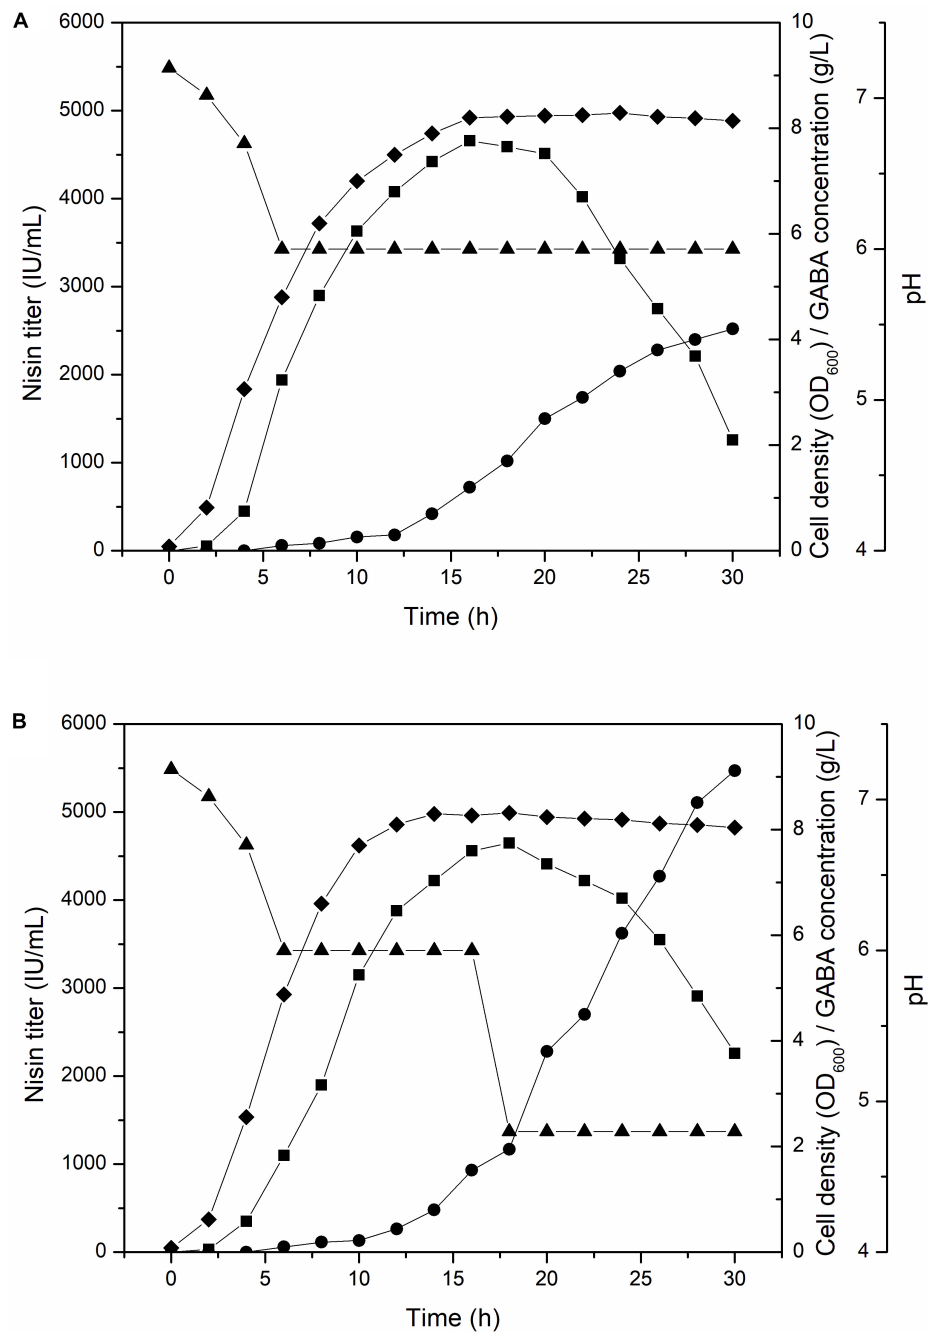 A
6000
5000
4000
3000
2000
1000
0
Nisin titer (IU/mL)
0 5 10 15 20 25 30
Time (h)
10
8
6
4
2
0
Cell density (OD600) / GABA concentration (g/L)
7
6
5
4
pH
B
6000
5000
4000
3000
2000
1000
0
Nisin titer (IU/mL)
0 5 10 15 20 25 30
Time (h)
10
8
6
4
2
0
Cell density (OD600) / GABA concentration (g/L)
7
6
5
4
pH